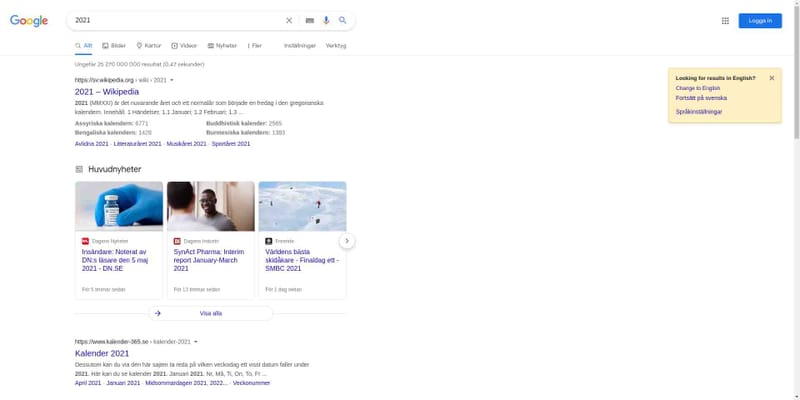 Google
2021
Logga in
Allt
Bilder
Kartor
Videor
Nyheter
Fler
Inställningar
Verktyg
Ungefär 25 270 000 000 resultat (0,47 sekunder)
https://sv.wikipedia.org › wiki › 2021
2021 – Wikipedia
2021 (MMXXI) är det nuvarande året och ett normalår som började en fredag i den gregorianska
kalendern. Innehåll. 1 Händelser; 1.1 Januari; 1.2 Februari; 1.3 ...
Assyriska kalendern: 6771
Buddhistisk kalender: 2565
Bengaliska kalendern: 1428
Burmesiska kalendern: 1383
Avlidna 2021 · Litteraturåret 2021 · Musikåret 2021 · Sportåret 2021
Looking for results in English?
Change to English
Fortsätt på svenska
Språkinställningar
Huvudnyheter
Dagens Nyheter
Insändare: Noterat av
DN:s läsare den 5 maj
2021 - DN.SE
För 5 timmar sedan
Dagens Industri
SynAct Pharma: Interim
report January-March
2021
För 13 timmar sedan
Freeride
Världens bästa
skidåkare - Finaldag ett -
SMBC 2021
För 1 dag sedan
Visa alla
https://www.kalender-365.se › kalender-2021
Kalender 2021
Dessutom kan du via den här sajten ta reda på vilken veckodag ett visst datum faller under
2021. Här kan du se kalender 2021. Januari 2021. Nr, Må, Ti, On, To, Fr ...
April 2021 · Januari 2021 · Midsommardagen 2021, 2022... · Veckonummer